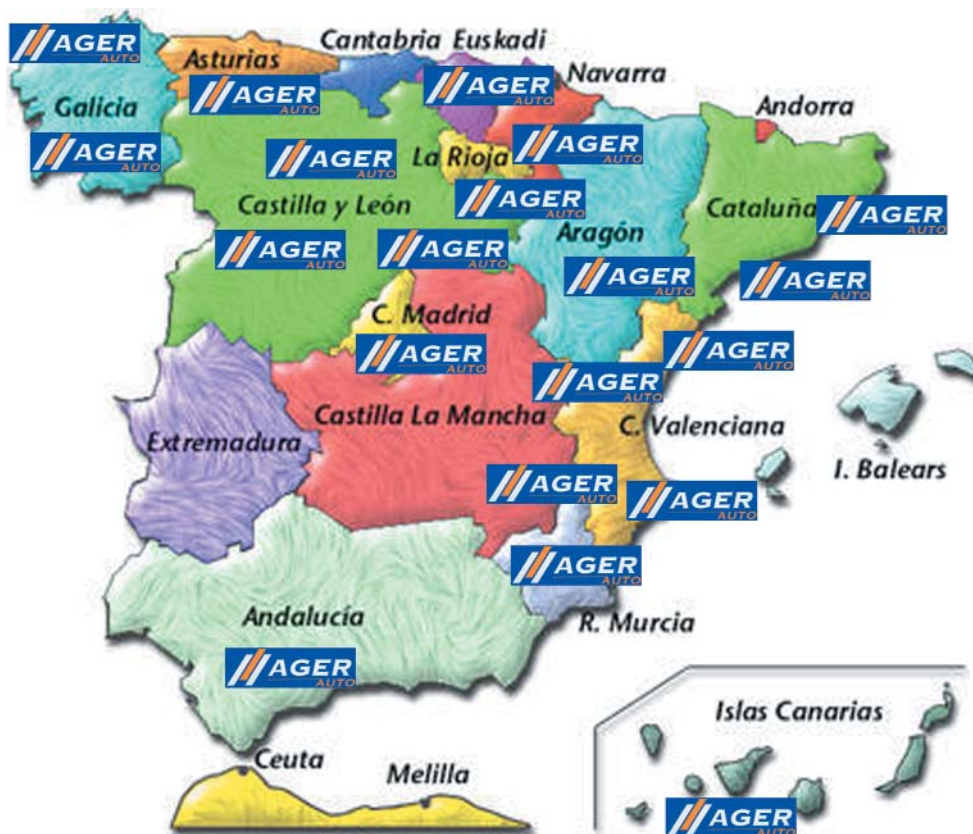 Cantabria Euskadi
AGER
AUTO
Asturias
AGER
AUTO
Navarra
AGER
AUTO
Galicia
Andorra
AGER
AUTO
AGER
AUTO
AGER
AUTO
La Rioja
AGER
AUTO
Castilla y León
Cataluña
AGER
AUTO
Aragón
AGER
AUTO
AGER
AUTO
AGER
AUTO
AGER
AUTO
C. Madrid
AGER
AUTO
AGER
AUTO
AGER
AUTO
Castilla La Mancha
C. Valenciana
Extremadura
I. Balears
AGER
AUTO
AGER
AUTO
AGER
AUTO
Andalucía
R. Murcia
AGER
AUTO
Islas Canarias
Ceuta
Melilla
AGER
AUTO